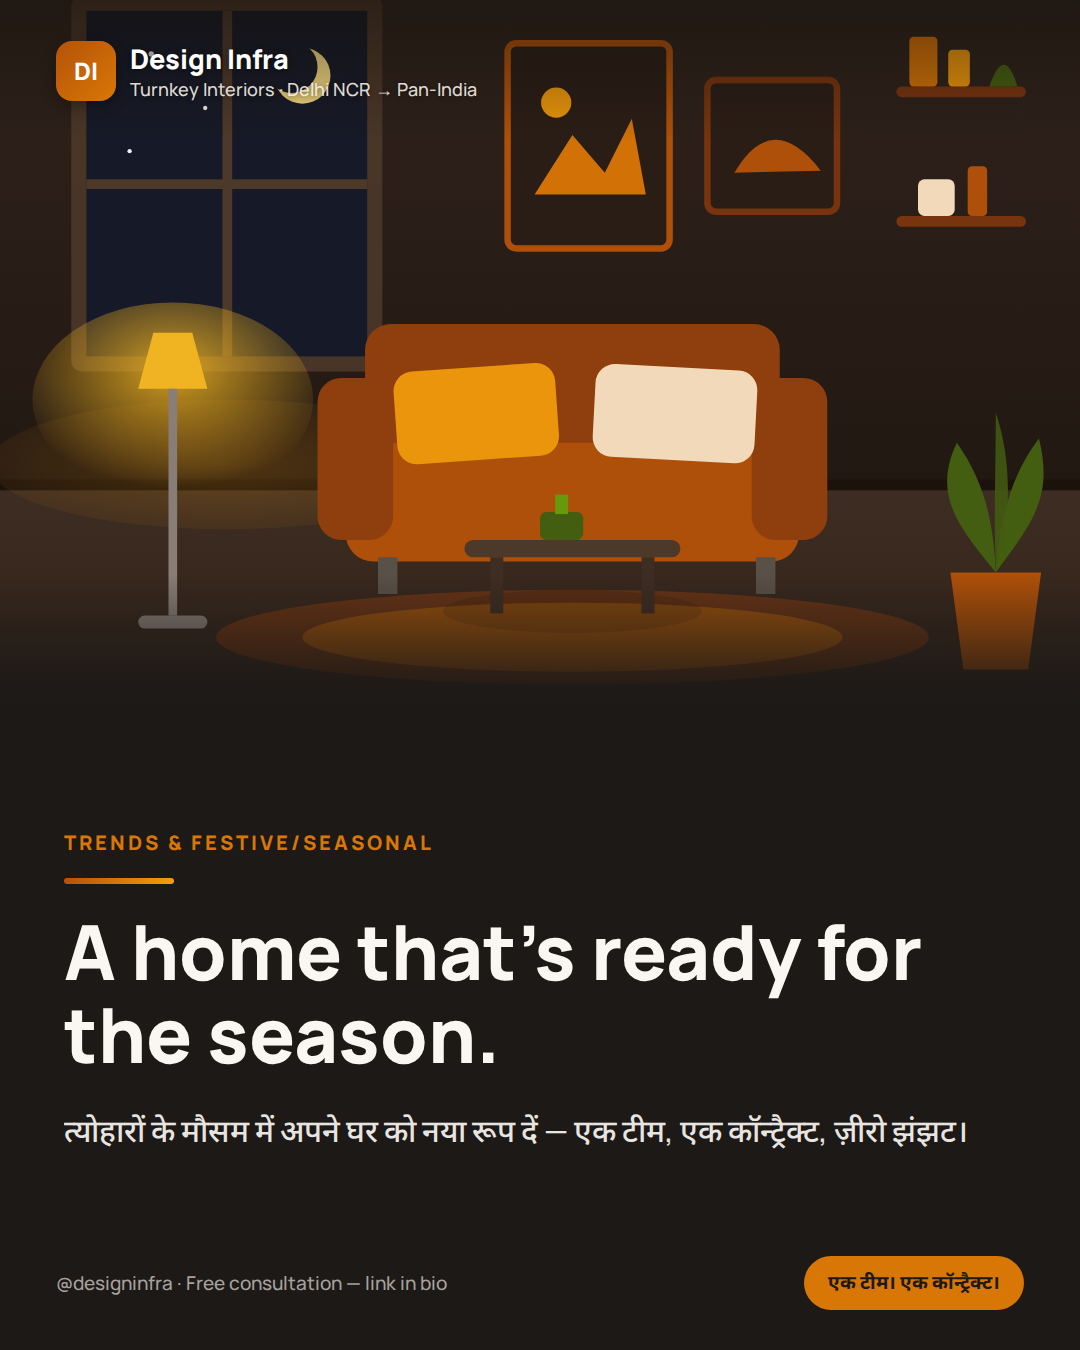 DI
Design Infra
Turnkey Interiors · Delhi NCR → Pan-India
TRENDS & FESTIVE/SEASONAL
A home that’s ready for
the season.
त्योहारों के मौसम में अपने घर को नया रूप दें — एक टीम, एक कॉन्ट्रैक्ट, ज़ीरो झंझट।
@designinfra · Free consultation — link in bio
एक टीम। एक कॉन्ट्रैक्ट।